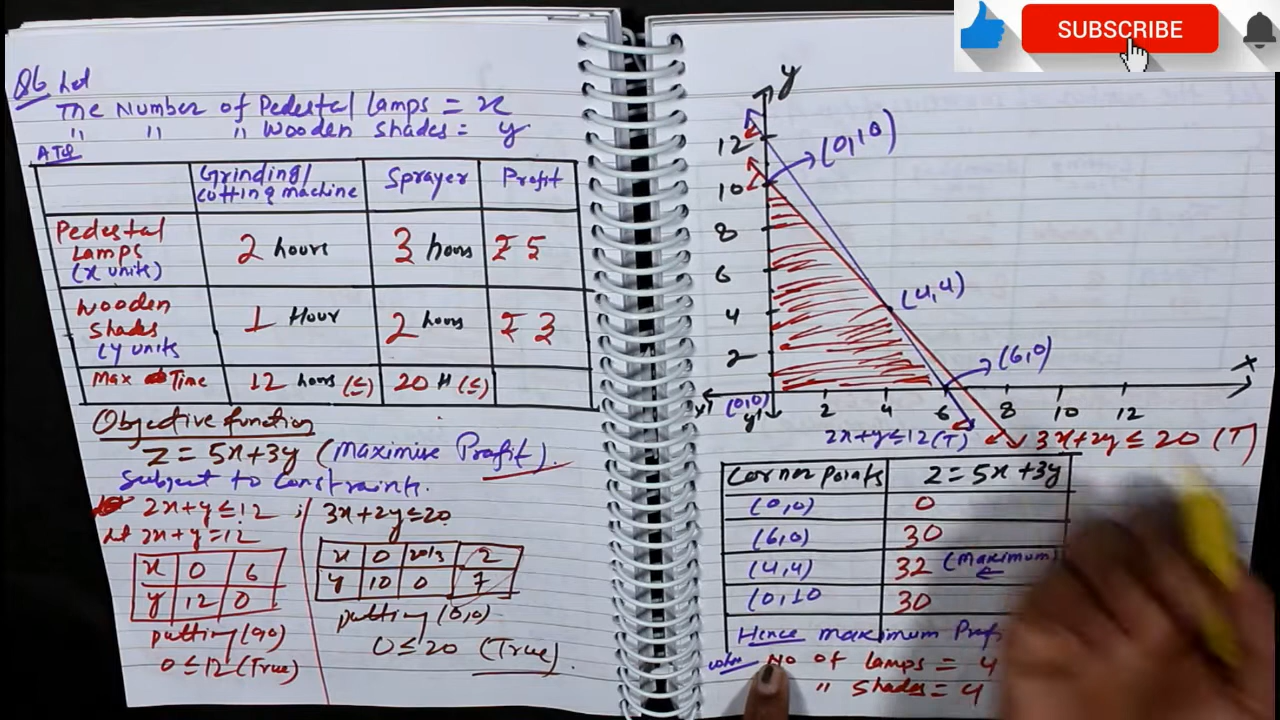 Q6 Let
The Number of Pedestal Lamps = x
" " " Wooden Shades = y
ATQ
Grinding/ cutting machine Sprayer Profit
Pedestal Lamps (x units) 2 hours 3 hours ₹ 5
Wooden Shades (y units 1 Hour 2 hours ₹ 3
Max Time 12 hours (≤) 20 H (≤)
Objective function
Z = 5x+3y (Maximise Profit).
Subject to Constraints.
2x+y ≤ 12 ; 3x+2y ≤ 20
Let 2x+y = 12
x 0 6
y 12 0
putting (0,0)
0 ≤ 12 (True)
x 0 20/3 2
y 10 0 7
putting (0,0)
0 ≤ 20 (True).
SUBSCRIBE
y
12
(0,10)
10
8
6
4
(4,4)
2
(6,0)
x
x' (0,0) y' 2 4 6 8 10 12
2x+y ≤ 12 (T) 3x+2y ≤ 20 (T)
Corner Points Z = 5x+3y
(0,0) 0
(6,0) 30
(4,4) 32 (Maximum)
(0,10 30
Hence maximum Profi
when No of lamps = 4
" Shades = 4